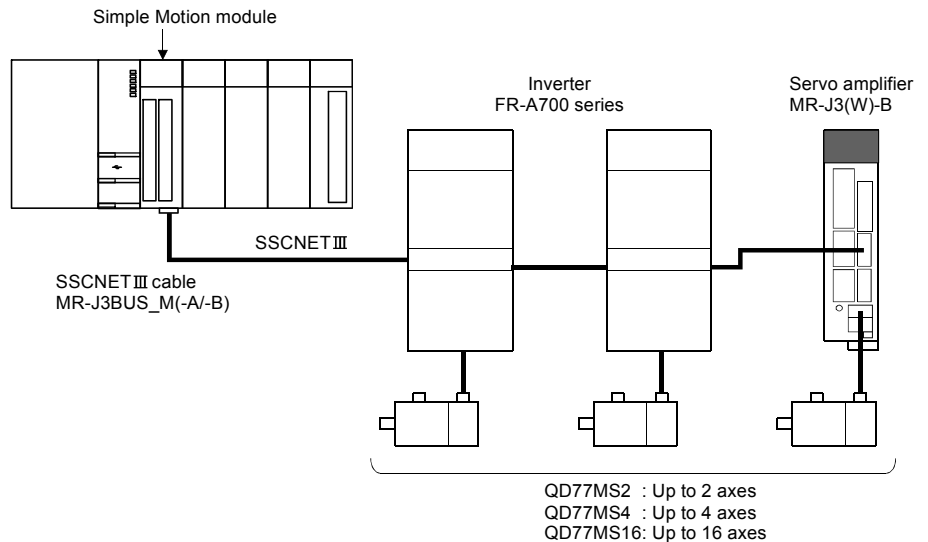 Simple Motion module
Inverter
FR-A700 series
Servo amplifier
MR-J3(W)-B
SSCNETⅢ
SSCNETⅢ cable
MR-J3BUS_M(-A/-B)
QD77MS2 : Up to 2 axes
QD77MS4 : Up to 4 axes
QD77MS16: Up to 16 axes